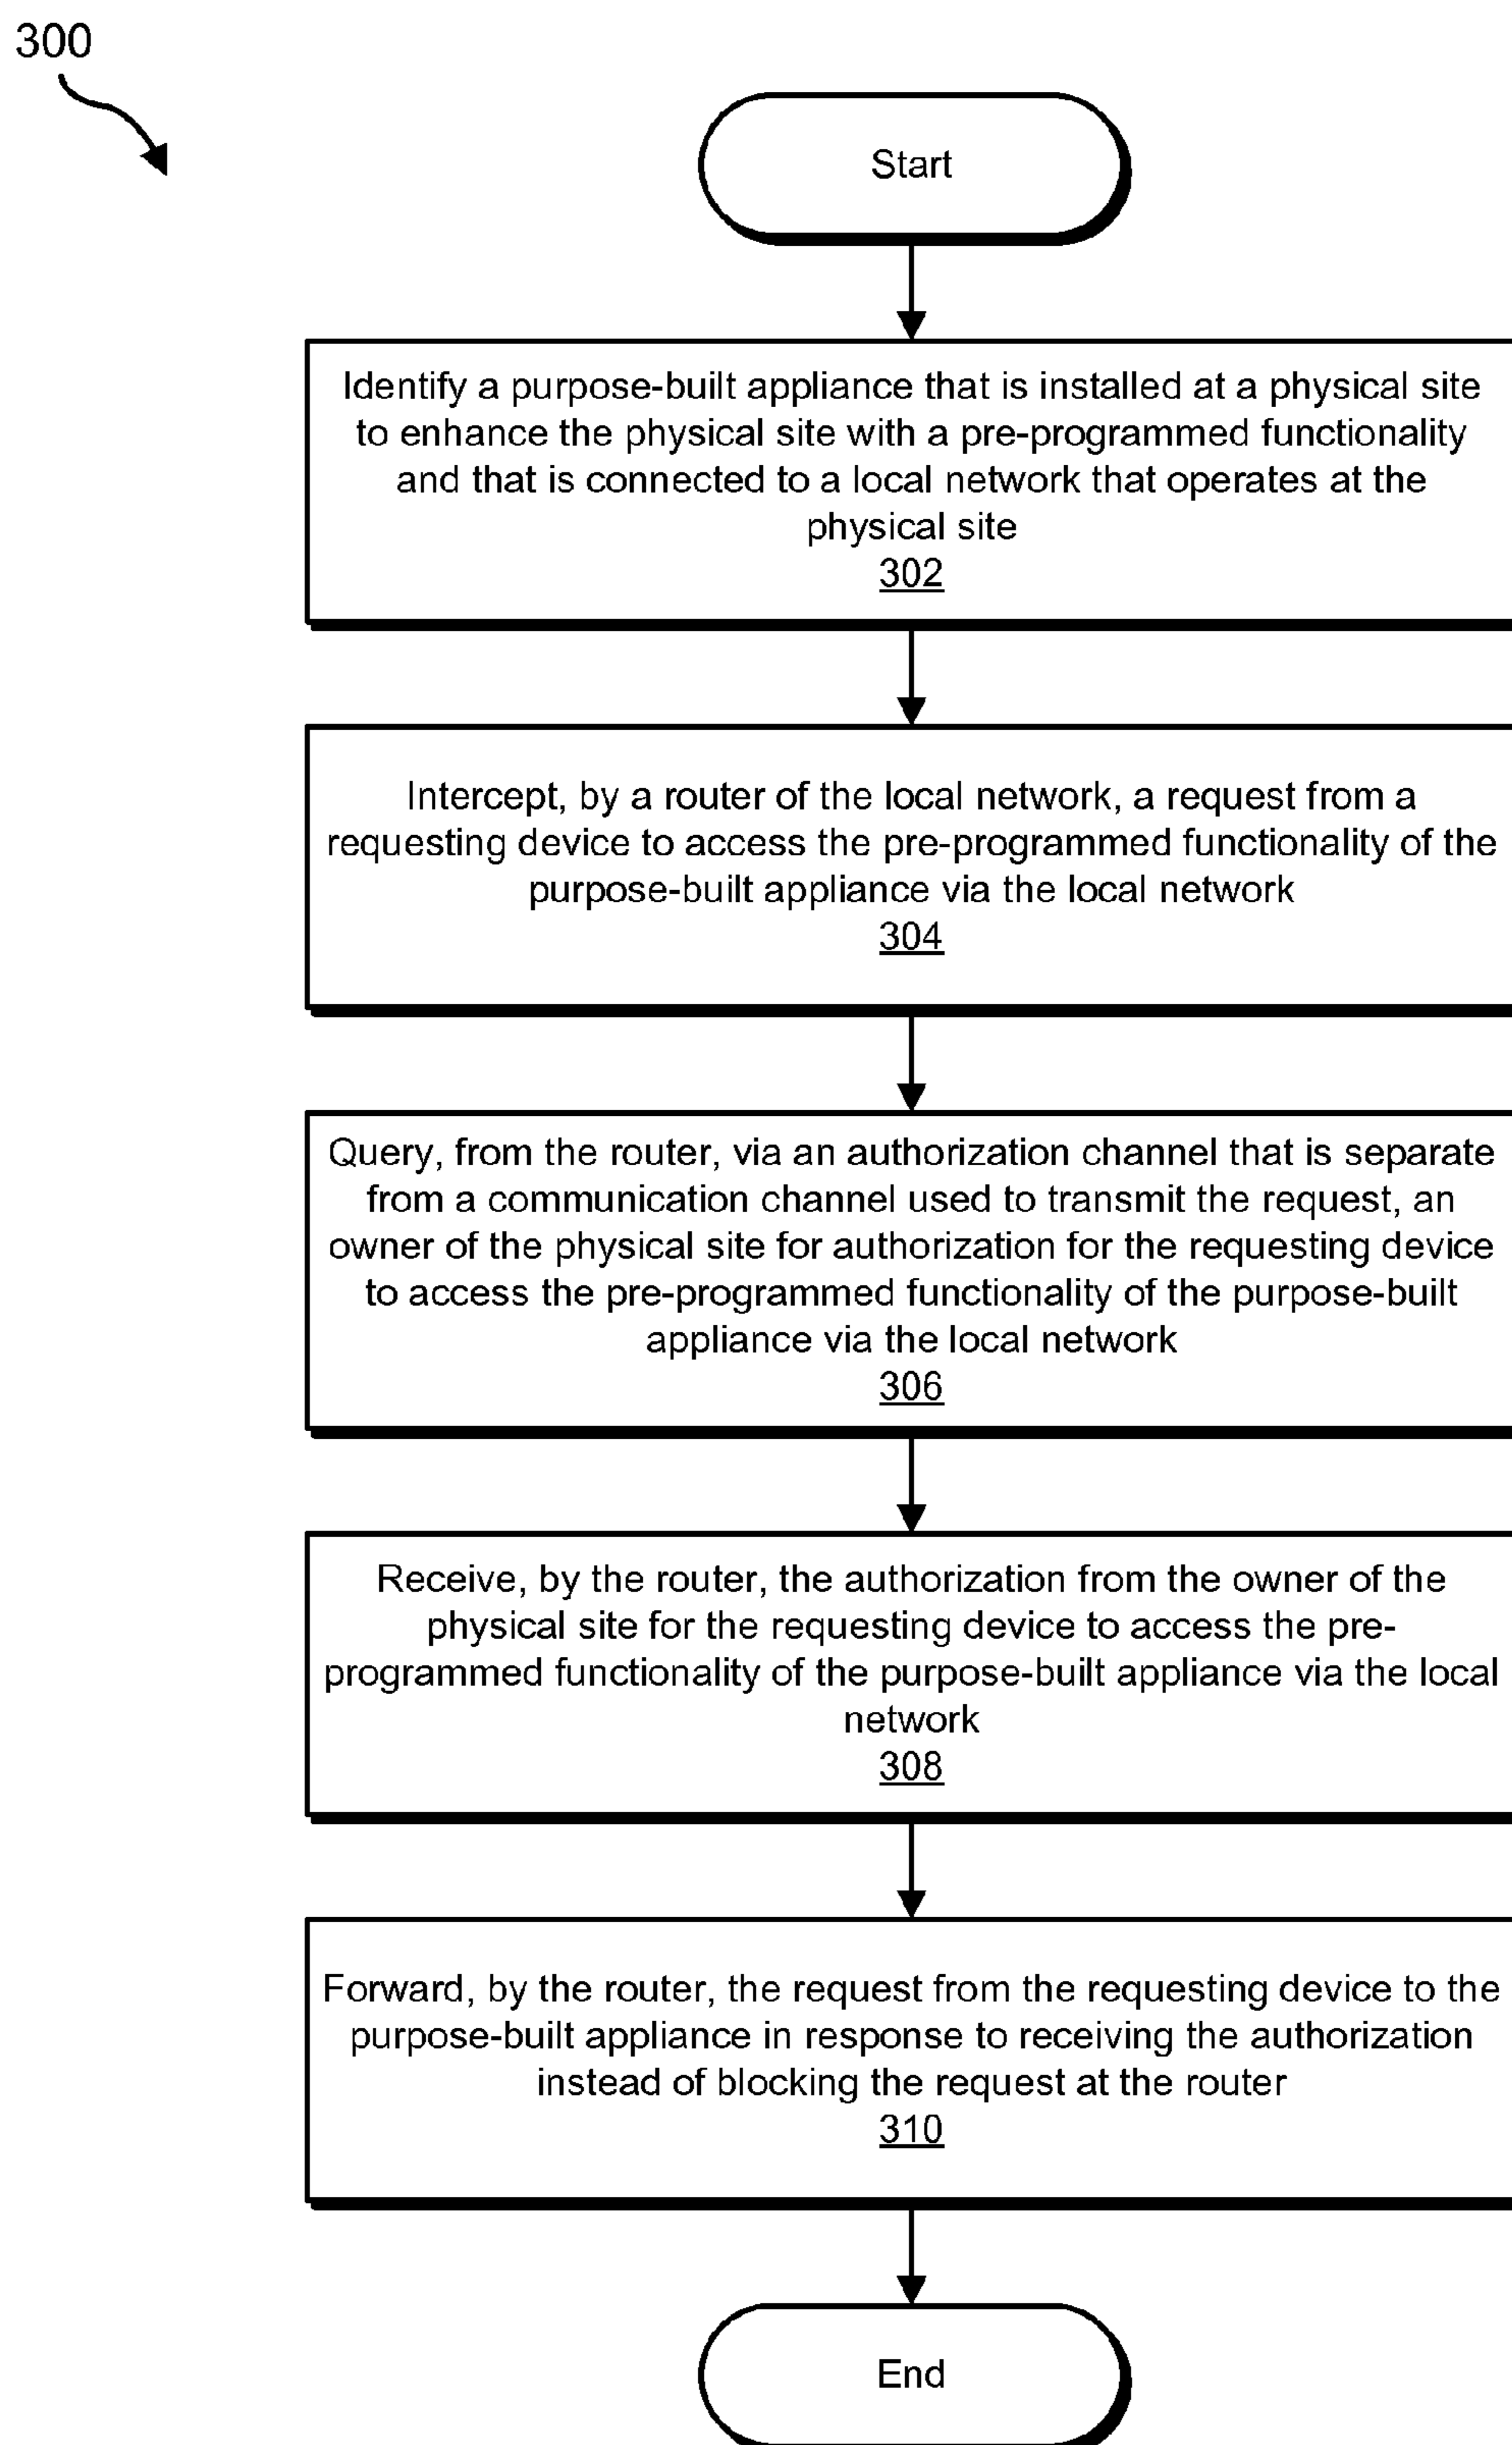 300
Start
Identify a purpose-built appliance that is installed at a physical site
to enhance the physical site with a pre-programmed functionality
and that is connected to a local network that operates at the
physical site
302
Intercept, by a router of the local network, a request from a
requesting device to access the pre-programmed functionality of the
purpose-built appliance via the local network
304
Query, from the router, via an authorization channel that is separate
from a communication channel used to transmit the request, an
owner of the physical site for authorization for the requesting device
to access the pre-programmed functionality of the purpose-built
appliance via the local network
306
Receive, by the router, the authorization from the owner of the
physical site for the requesting device to access the pre-
programmed functionality of the purpose-built appliance via the local
network
308
Forward, by the router, the request from the requesting device to the
purpose-built appliance in response to receiving the authorization
instead of blocking the request at the router
310
End